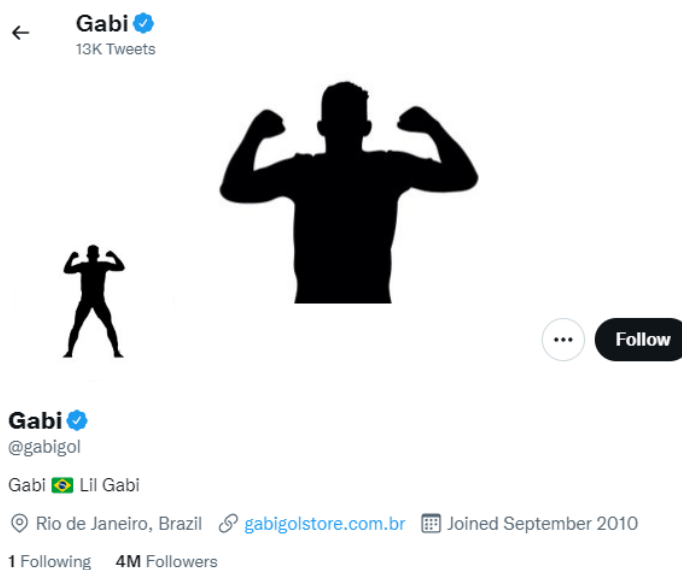 Gabi
13K Tweets
Follow
Gabi
@gabigol
Gabi 🇧🇷 Lil Gabi
Rio de Janeiro, Brazil gabigolstore.com.br Joined September 2010
1 Following 4M Followers